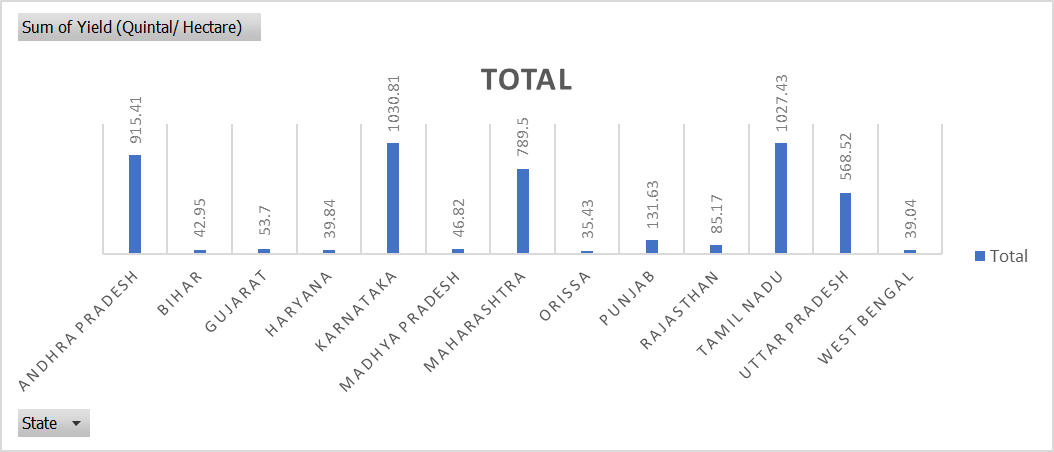 Sum of Yield (Quintal/ Hectare)
TOTAL
915.41
42.95
53.7
39.84
1030.81
46.82
789.5
35.43
131.63
85.17
1027.43
568.52
39.04
Total
ANDHRA PRADESH
BIHAR
GUJARAT
HARYANA
KARNATAKA
MADHYA PRADESH
MAHARASHTRA
ORISSA
PUNJAB
RAJASTHAN
TAMIL NADU
UTTAR PRADESH
WEST BENGAL
State